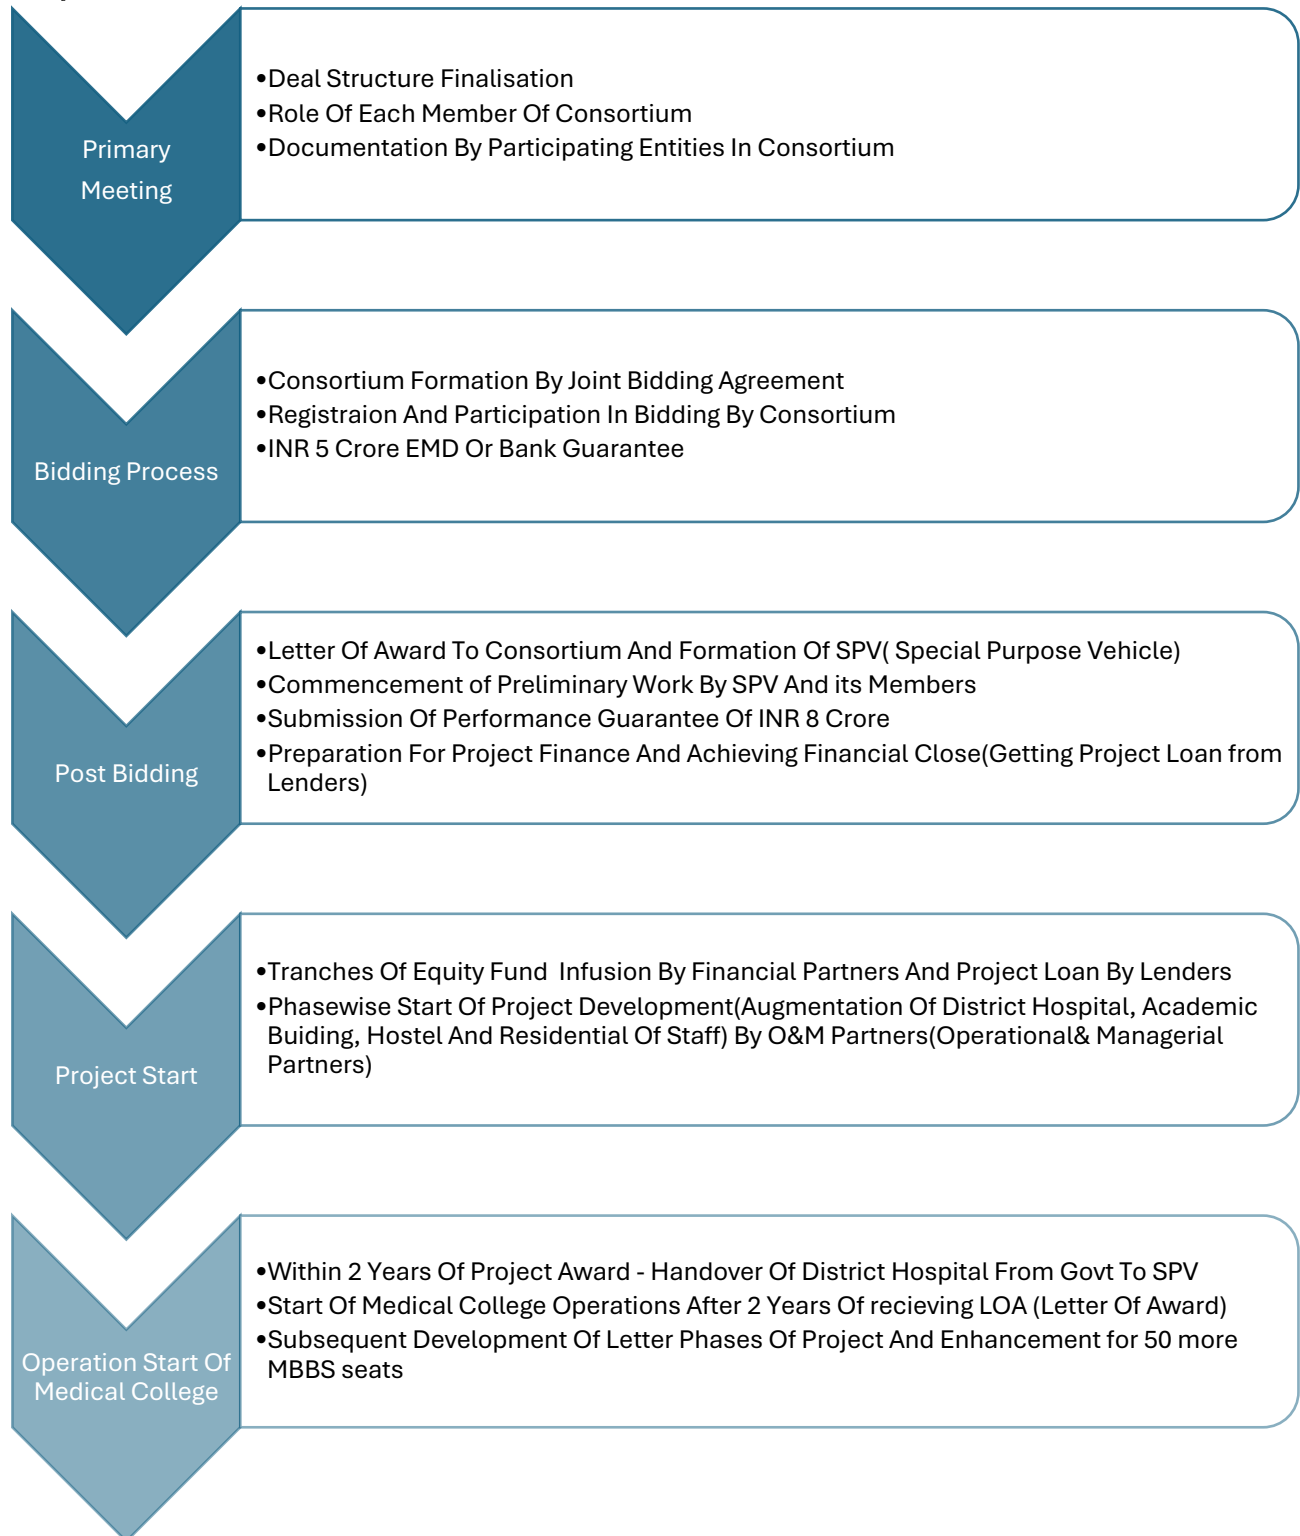 Primary
Meeting
•Deal Structure Finalisation
•Role Of Each Member Of Consortium
•Documentation By Participating Entities In Consortium
Bidding Process
•Consortium Formation By Joint Bidding Agreement
•Registraion And Participation In Bidding By Consortium
•INR 5 Crore EMD Or Bank Guarantee
Post Bidding
•Letter Of Award To Consortium And Formation Of SPV( Special Purpose Vehicle)
•Commencement of Preliminary Work By SPV And its Members
•Submission Of Performance Guarantee Of INR 8 Crore
•Preparation For Project Finance And Achieving Financial Close(Getting Project Loan from
Lenders)
Project Start
•Tranches Of Equity Fund  Infusion By Financial Partners And Project Loan By Lenders
•Phasewise Start Of Project Development(Augmentation Of District Hospital, Academic
Buiding, Hostel And Residential Of Staff) By O&M Partners(Operational& Managerial
Partners)
Operation Start Of
Medical College
•Within 2 Years Of Project Award - Handover Of District Hospital From Govt To SPV
•Start Of Medical College Operations After 2 Years Of recieving LOA (Letter Of Award)
•Subsequent Development Of Letter Phases Of Project And Enhancement for 50 more
MBBS seats